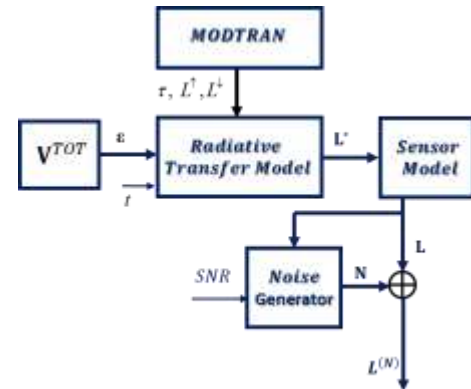 MODTRAN
τ, L↑, L↓
V^TOT
ε
Radiative
Transfer Model
L'
Sensor
Model
t
L
SNR
Noise
Generator
N
L^(N)